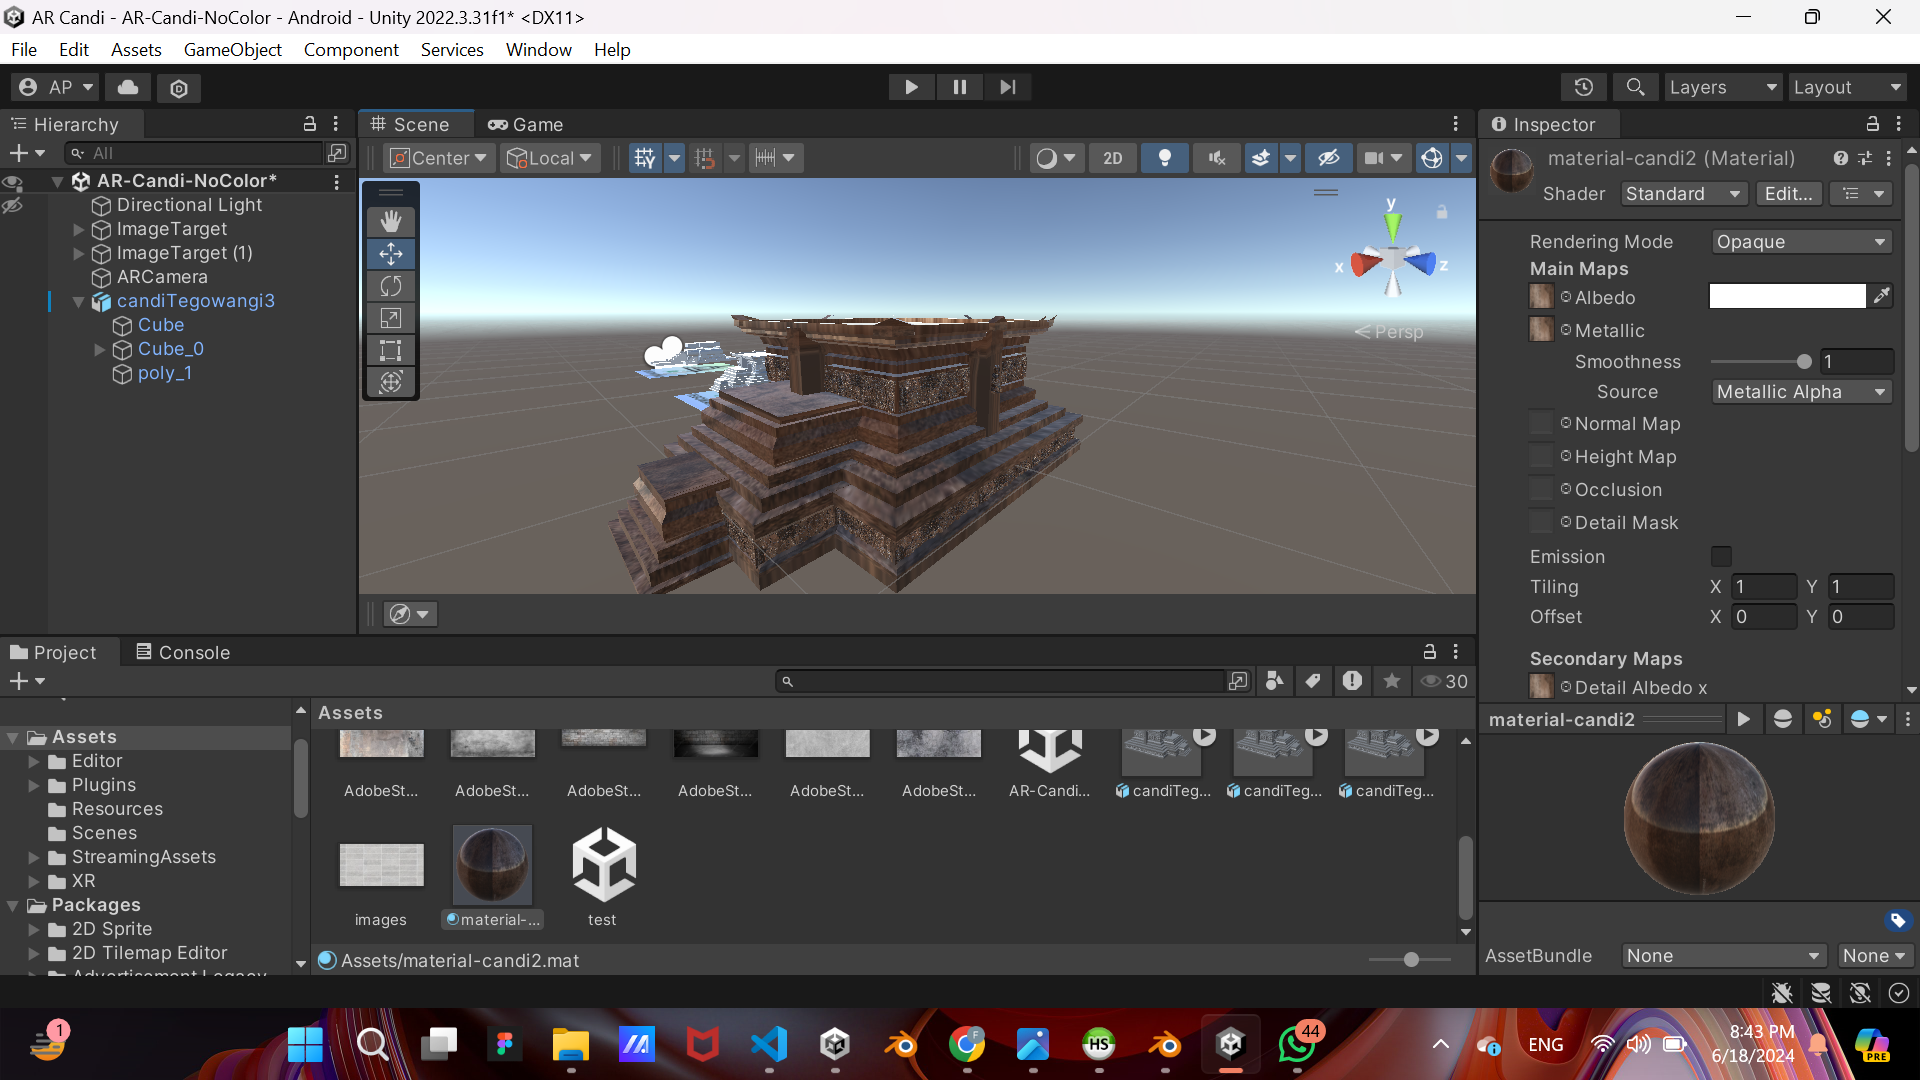 AR Candi - AR-Candi-NoColor - Android - Unity 2022.3.31f1* <DX11>
File Edit Assets GameObject Component Services Window Help
AP
Layers Layout
Hierarchy
All
AR-Candi-NoColor*
Directional Light
ImageTarget
ImageTarget (1)
ARCamera
candiTegowangi3
Cube
Cube_0
poly_1
Scene Game
Center Local 2D
y
x
z
Persp
Inspector
material-candi2 (Material)
Shader Standard Edit...
Rendering Mode Opaque
Main Maps
Albedo
Metallic
Smoothness 1
Source Metallic Alpha
Normal Map
Height Map
Occlusion
Detail Mask
Emission
Tiling X 1 Y 1
Offset X 0 Y 0
Secondary Maps
Detail Albedo x
material-candi2
AssetBundle None None
Project Console
30
Assets
Editor
Plugins
Resources
Scenes
StreamingAssets
XR
Packages
2D Sprite
2D Tilemap Editor
Advertisement Legacy
Assets
AdobeSt... AdobeSt... AdobeSt... AdobeSt... AdobeSt... AdobeSt... AR-Candi... candiTeg... candiTeg... candiTeg...
images material-... test
Assets/material-candi2.mat
1
HS
44
ENG
8:43 PM
6/18/2024
PRE